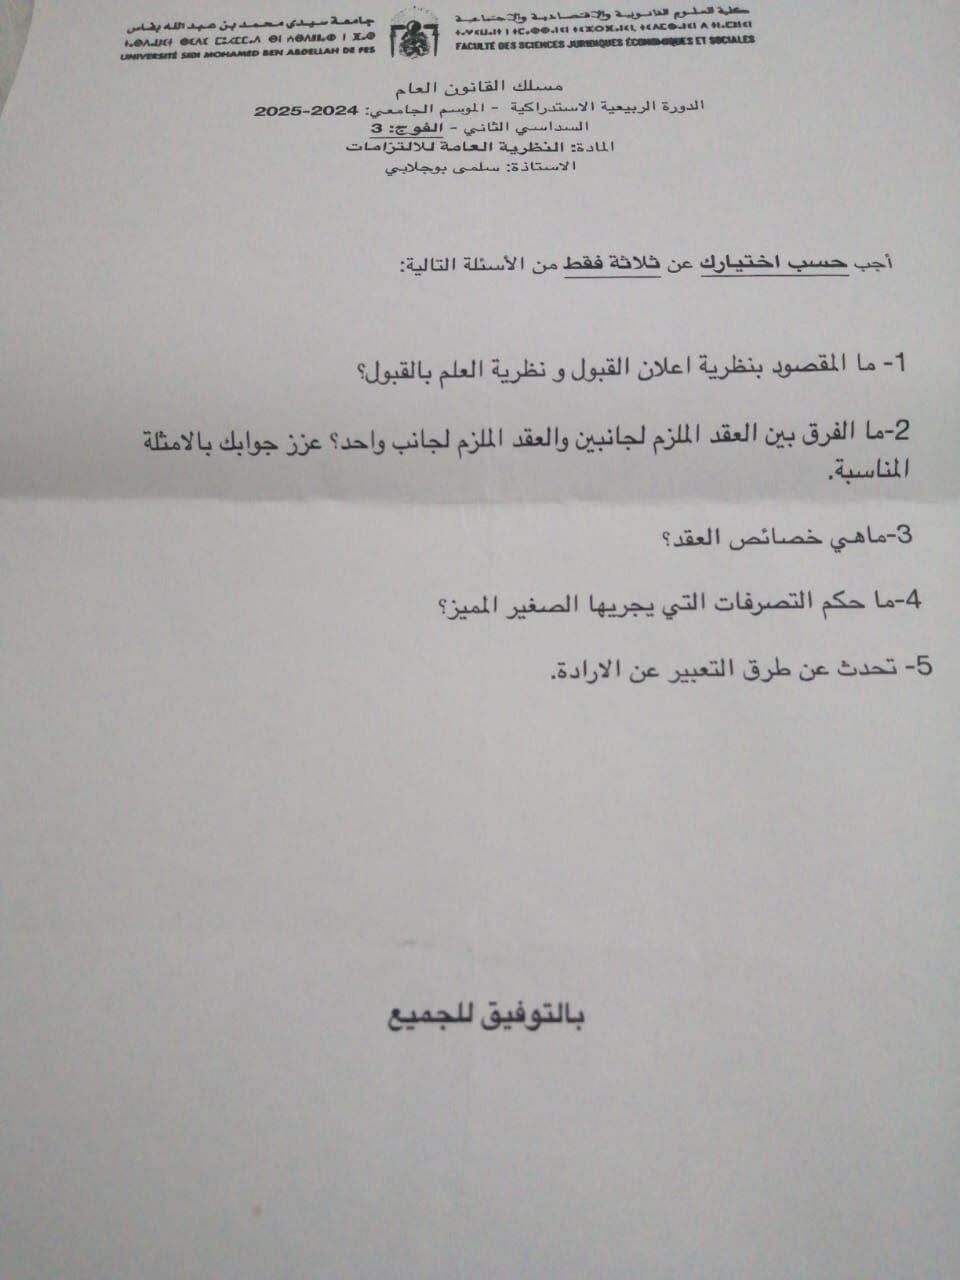 جامعة سيدي محمد بن عبد الله بفاس
UNIVERSITÉ SIDI MOHAMED BEN ABDELLAH DE FES
كلية العلوم القانونية والاقتصادية والاجتماعية
FACULTÉ DES SCIENCES JURIDIQUES ÉCONOMIQUES ET SOCIALES
مسلك القانون العام
الدورة الربيعية الاستدراكية - الموسم الجامعي: 2024-2025
السداسي الثاني - الفوج: 3
المادة: النظرية العامة للالتزامات
الاستاذة: سلمى بوجلابي
أجب حسب اختيارك عن ثلاثة فقط من الأسئلة التالية:
1- ما المقصود بنظرية اعلان القبول و نظرية العلم بالقبول؟
2-ما الفرق بين العقد الملزم لجانبين والعقد الملزم لجانب واحد؟ عزز جوابك بالامثلة
المناسبة.
3-ماهي خصائص العقد؟
4-ما حكم التصرفات التي يجريها الصغير المميز؟
5- تحدث عن طرق التعبير عن الارادة.
بالتوفيق للجميع